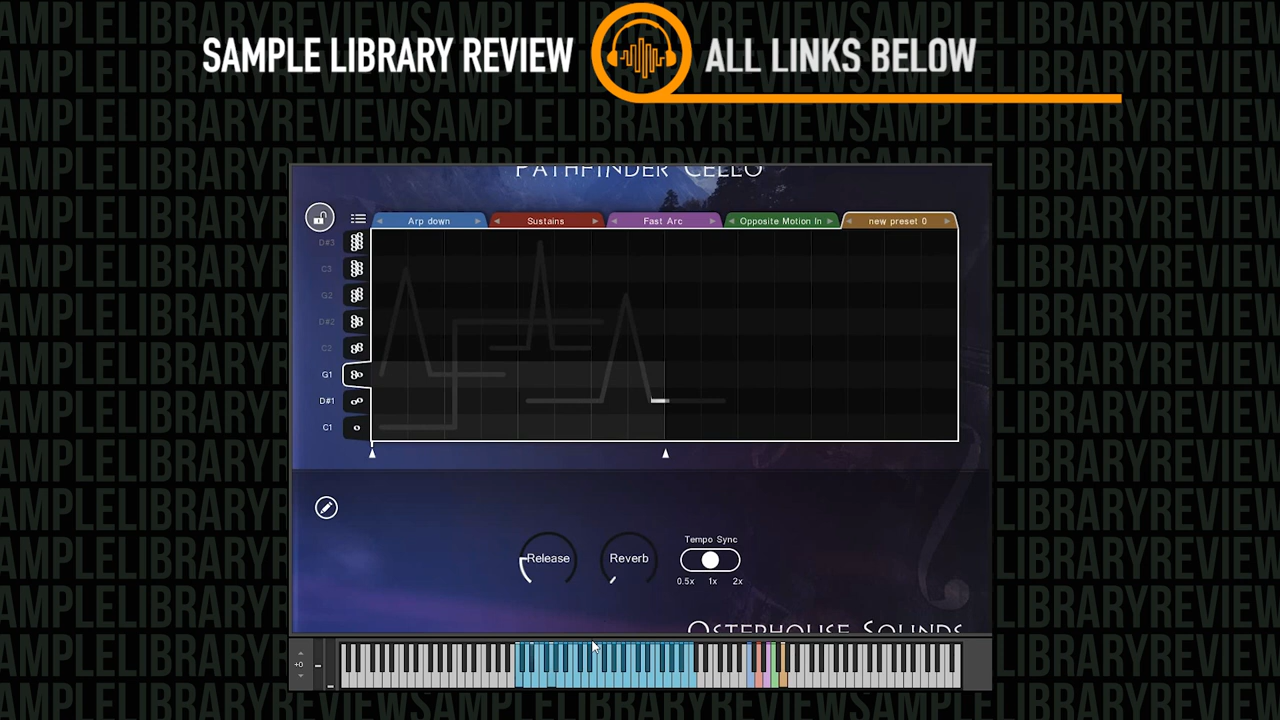 SAMPLE LIBRARY REVIEW ALL LINKS BELOW
PATHFINDER CELLO
Arp down Sustains Fast Arc Opposite Motion In new preset 0
D#3
C3
G2
D#2
C2
G1
D#1
C1
Tempo Sync
Release Reverb
0.5x 1x 2x
OSTERHOUSE SOUNDS
+0